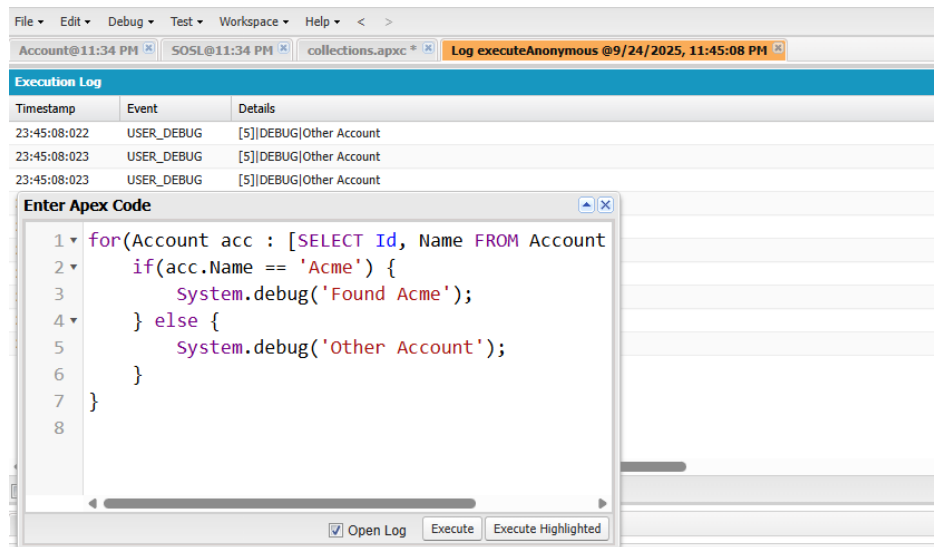 File Edit Debug Test Workspace Help < >
Account@11:34 PM SOSL@11:34 PM collections.apxc * Log executeAnonymous @9/24/2025, 11:45:08 PM
Execution Log
Timestamp Event Details
23:45:08:022 USER_DEBUG [5]|DEBUG|Other Account
23:45:08:023 USER_DEBUG [5]|DEBUG|Other Account
23:45:08:023 USER_DEBUG [5]|DEBUG|Other Account
Enter Apex Code
1 for(Account acc : [SELECT Id, Name FROM Account
2 if(acc.Name == 'Acme') {
3 System.debug('Found Acme');
4 } else {
5 System.debug('Other Account');
6 }
7 }
8
Open Log Execute Execute Highlighted